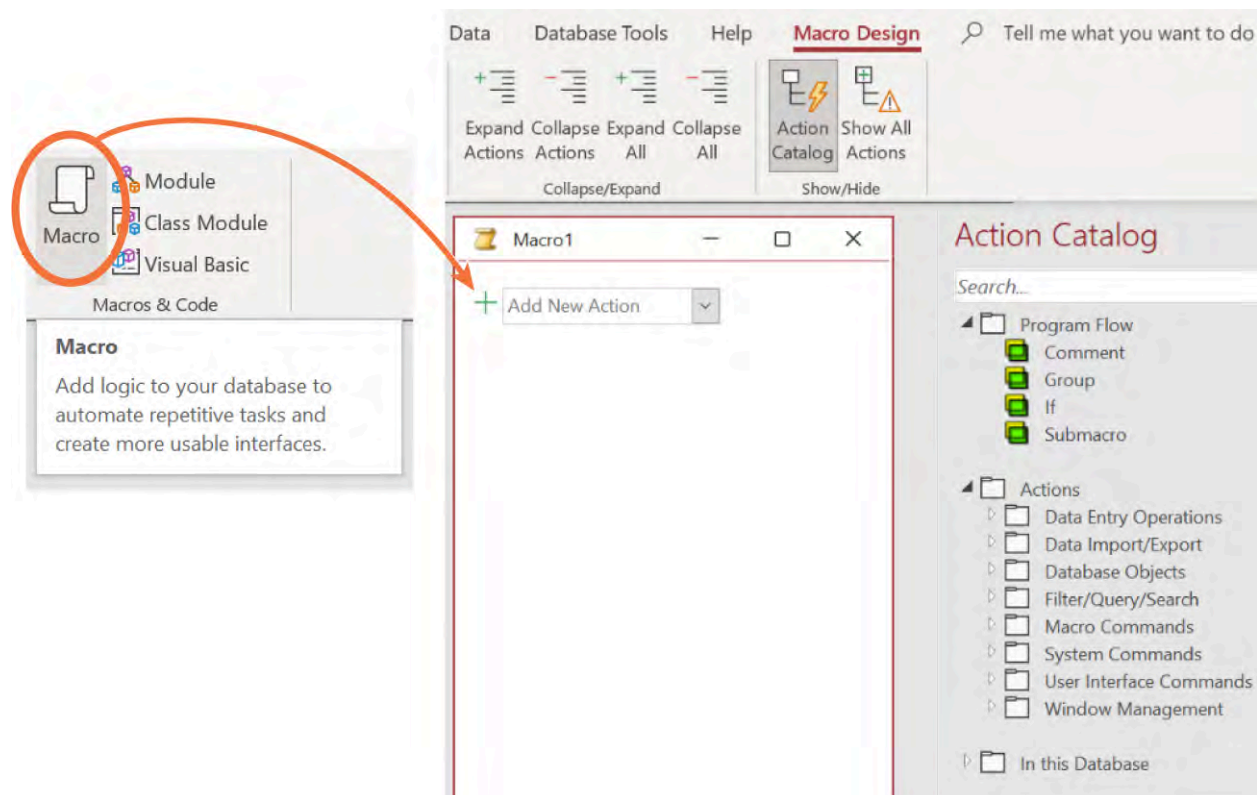 Module
Class Module
Macro
Visual Basic
Macros & Code
Macro
Add logic to your database to
automate repetitive tasks and
create more usable interfaces.
Data Database Tools Help Macro Design Tell me what you want to do
Expand Collapse Expand Collapse Action Show All
Actions Actions All All Catalog Actions
Collapse/Expand Show/Hide
Macro1
Add New Action
Action Catalog
Search...
Program Flow
Comment
Group
If
Submacro
Actions
Data Entry Operations
Data Import/Export
Database Objects
Filter/Query/Search
Macro Commands
System Commands
User Interface Commands
Window Management
In this Database